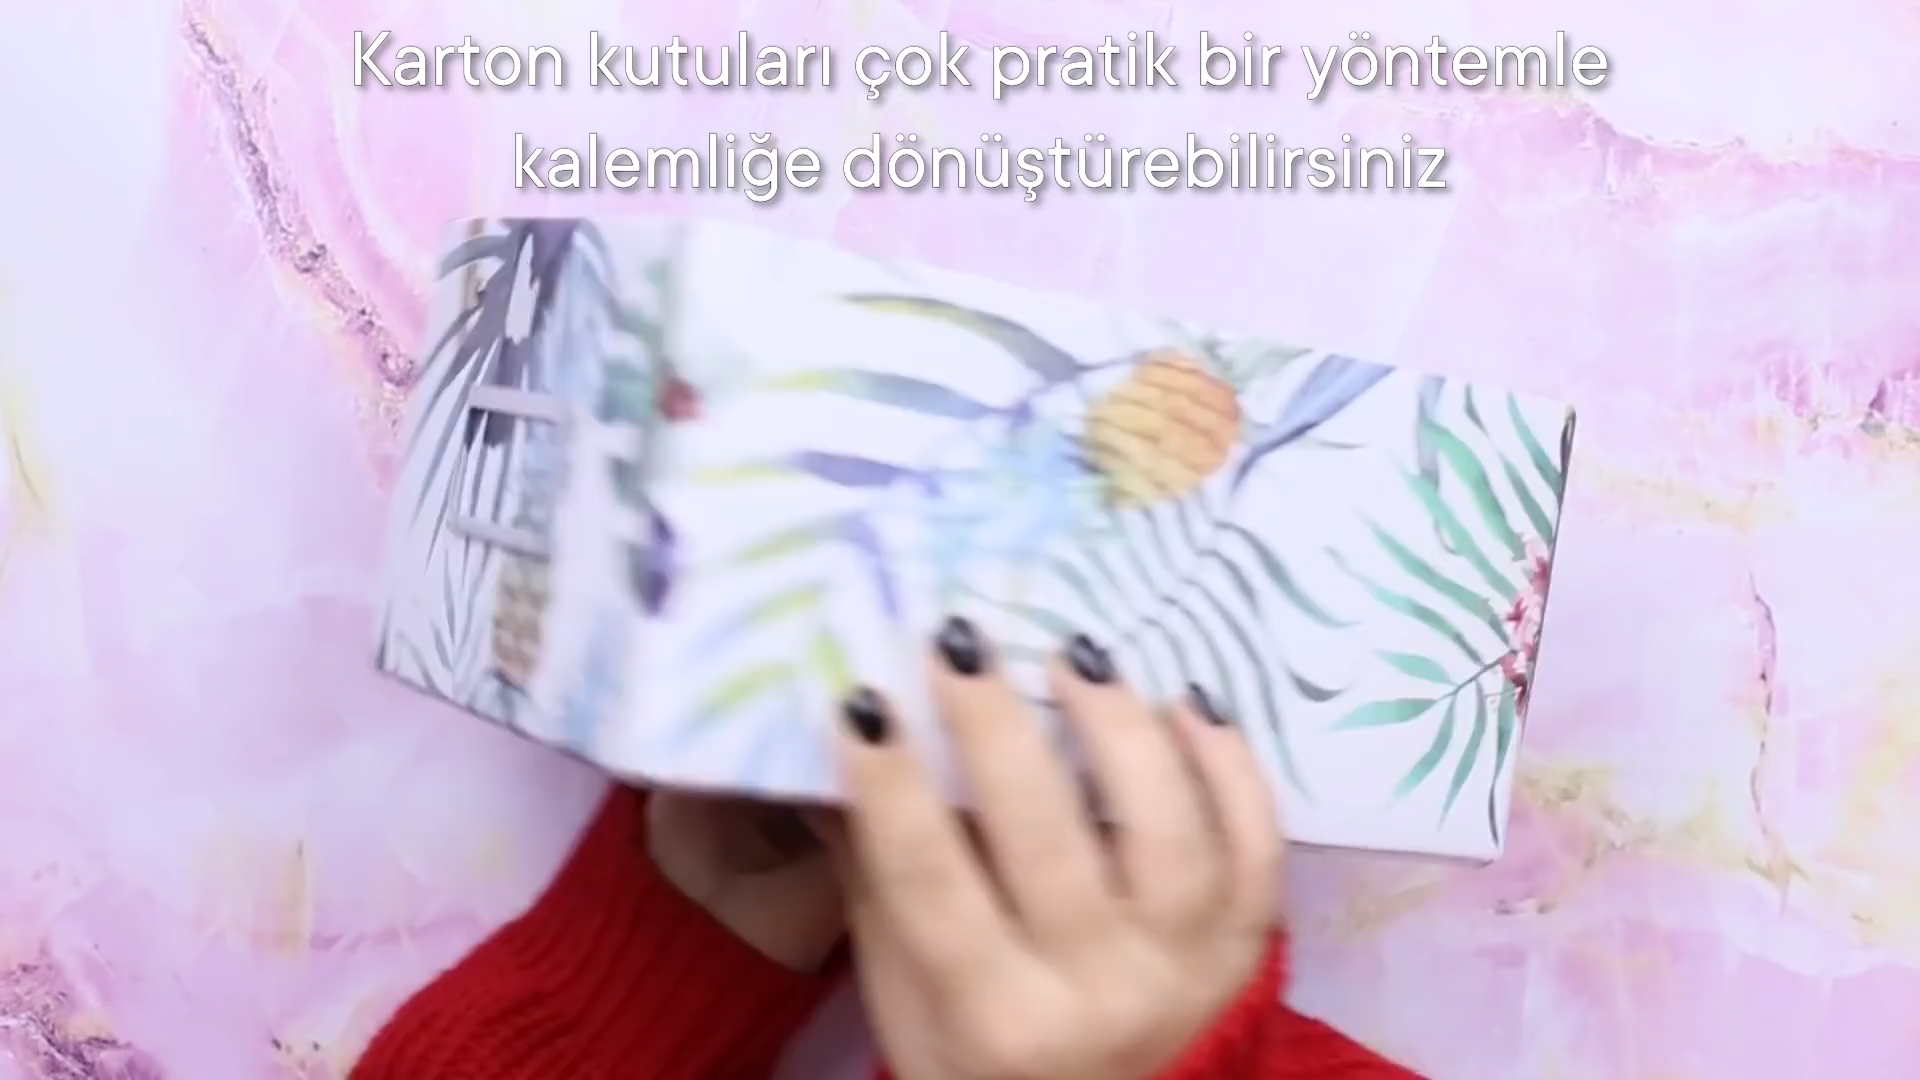 Karton kutuları çok pratik bir yöntemle
kalemliğe dönüştürebilirsiniz